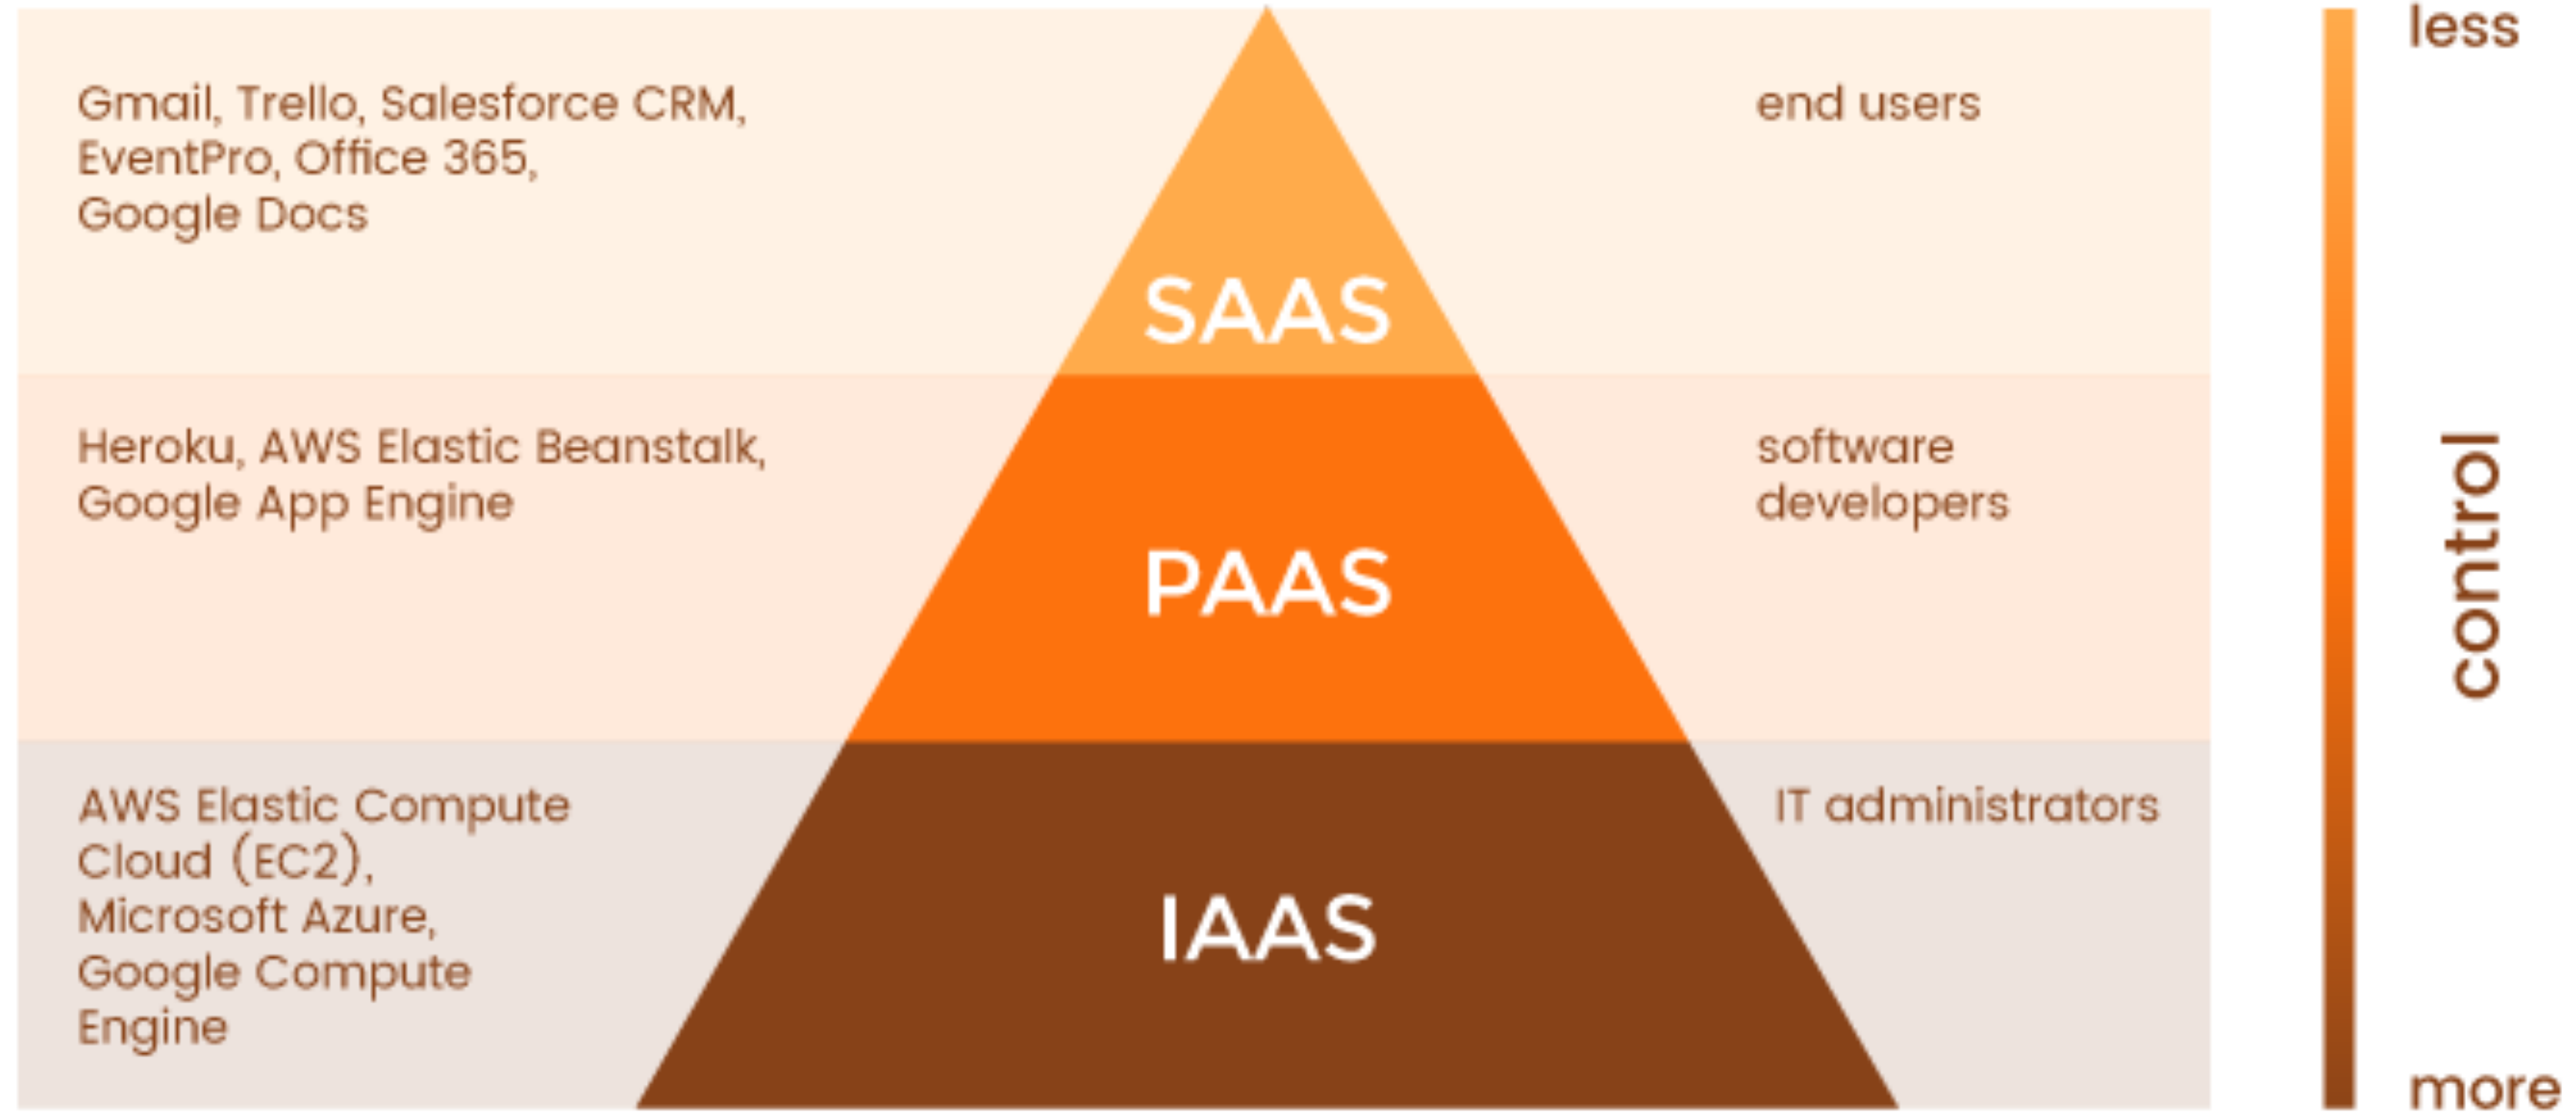 less
Gmail, Trello, Salesforce CRM,
EventPro, Office 365,
Google Docs
end users
SAAS
Heroku, AWS Elastic Beanstalk,
Google App Engine
software
developers
PAAS
control
AWS Elastic Compute
Cloud (EC2),
Microsoft Azure,
Google Compute
Engine
IT administrators
IAAS
more